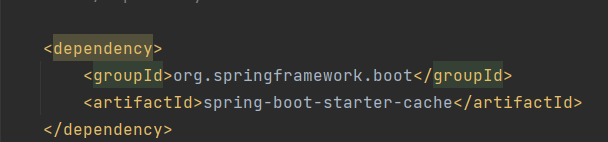 <dependency>
<groupId>org.springframework.boot</groupId>
<artifactId>spring-boot-starter-cache</artifactId>
</dependency>